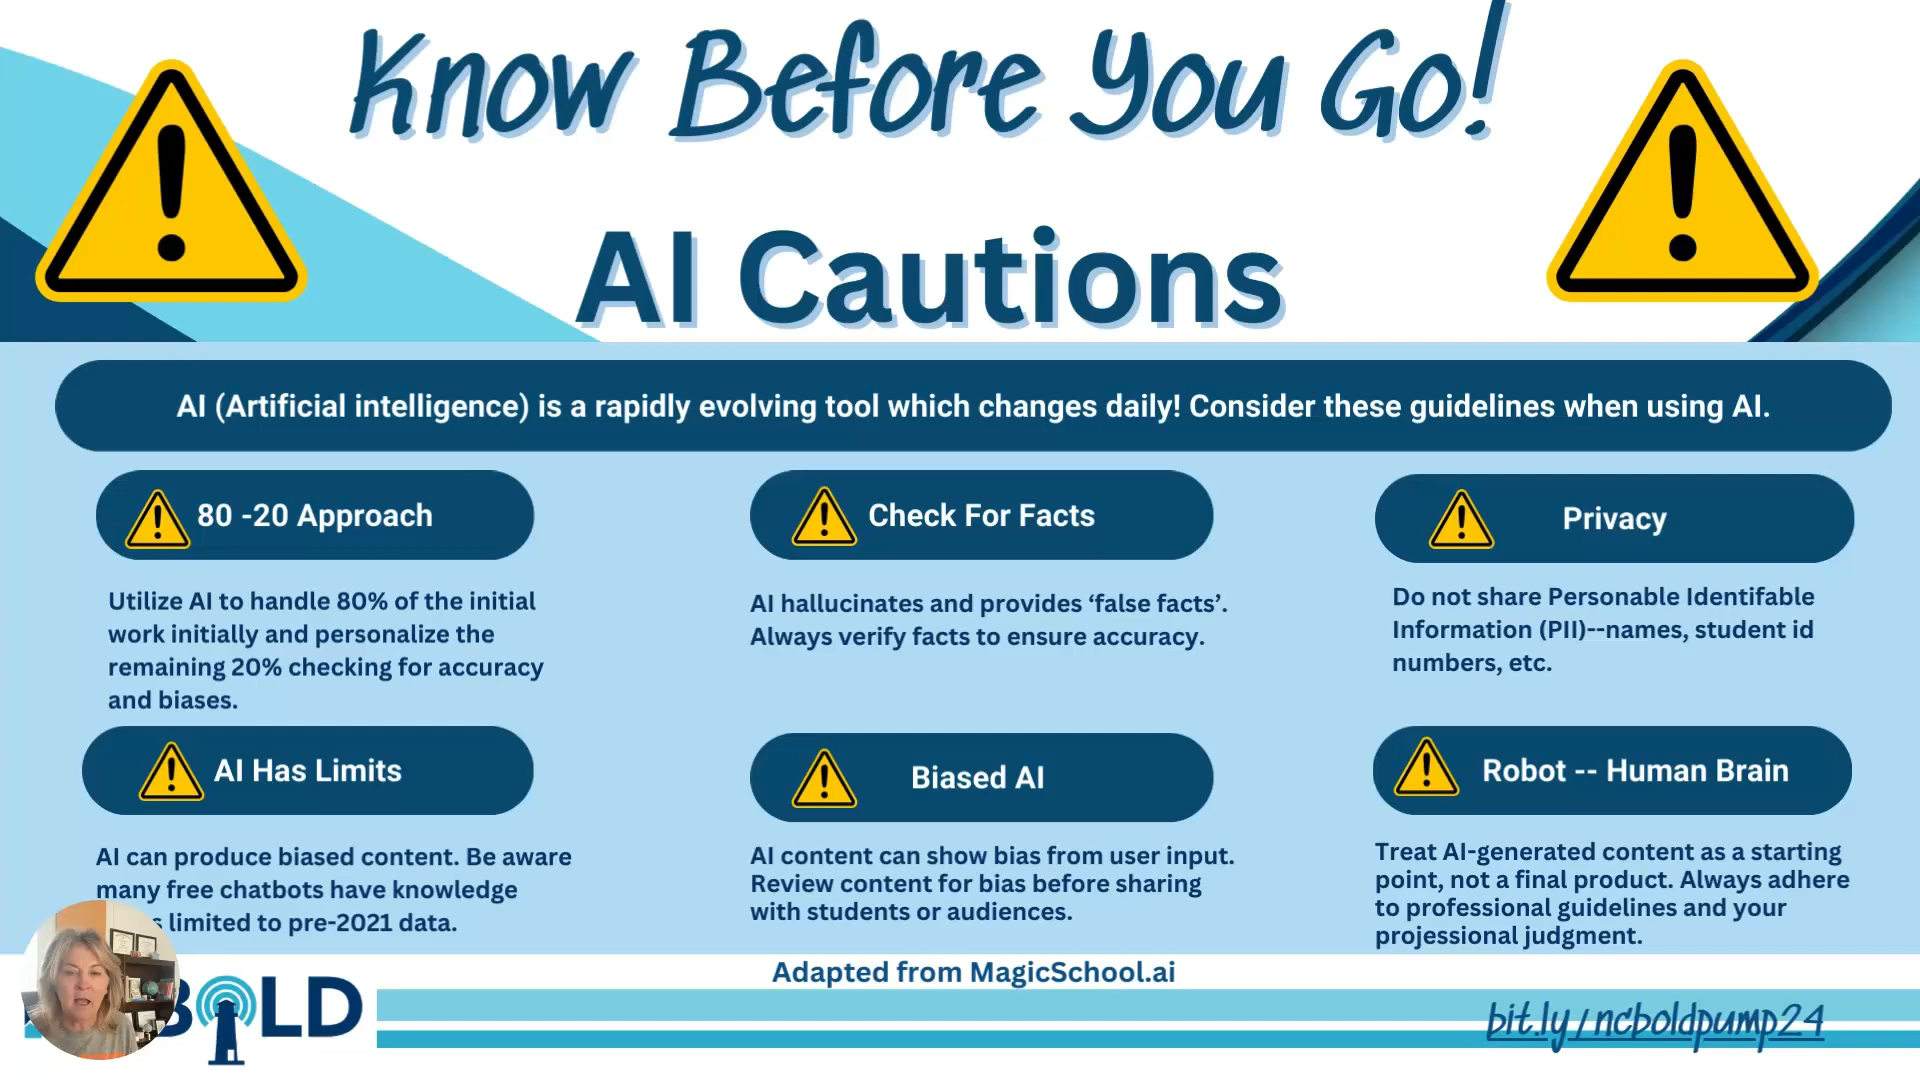 Know Before You Go!
AI Cautions
AI (Artificial intelligence) is a rapidly evolving tool which changes daily! Consider these guidelines when using AI.
80 -20 Approach
Utilize AI to handle 80% of the initial
work initially and personalize the
remaining 20% checking for accuracy
and biases.
Check For Facts
AI hallucinates and provides ‘false facts’.
Always verify facts to ensure accuracy.
Privacy
Do not share Personable Identifable
Information (PII)--names, student id
numbers, etc.
AI Has Limits
AI can produce biased content. Be aware
many free chatbots have knowledge
limited to pre-2021 data.
Biased AI
AI content can show bias from user input.
Review content for bias before sharing
with students or audiences.
Robot -- Human Brain
Treat AI-generated content as a starting
point, not a final product. Always adhere
to professional guidelines and your
projessional judgment.
Adapted from MagicSchool.ai
BOLD
bit.ly/ncboldpump24